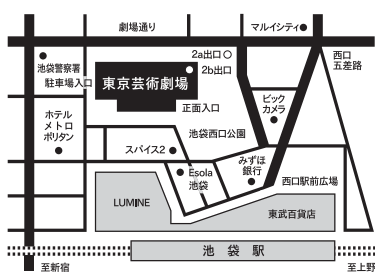 劇場通り
マルイシティ
2a出口
2b出口
西口
五差路
池袋警察署
駐車場入口
東京芸術劇場
正面入口
ビック
カメラ
ホテル
メトロ
ポリタン
池袋西口公園
スパイス2
Esola
池袋
みずほ
銀行
西口駅前広場
LUMINE
東武百貨店
池袋駅
至新宿
至上野